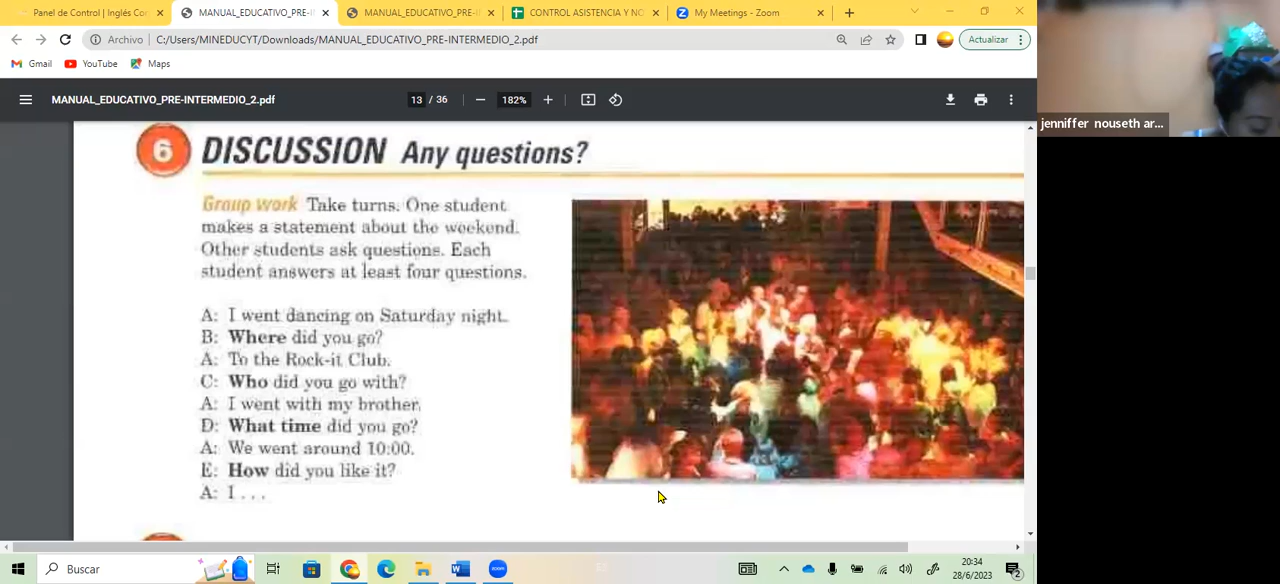 Panel de Control | Inglés Cor
MANUAL_EDUCATIVO_PRE-I
MANUAL_EDUCATIVO_PRE-I
CONTROL ASISTENCIA Y NO
My Meetings - Zoom
Archivo
C:/Users/MINEDUCYT/Downloads/MANUAL_EDUCATIVO_PRE-INTERMEDIO_2.pdf
Actualizar
Gmail
YouTube
Maps
jenniffer nouseth ar...
MANUAL_EDUCATIVO_PRE-INTERMEDIO_2.pdf
13 / 36
182%
6 DISCUSSION Any questions?
Group work Take turns. One student
makes a statement about the weekend.
Other students ask questions. Each
student answers at least four questions.
A: I went dancing on Saturday night.
B: Where did you go?
A: To the Rock-it Club.
C: Who did you go with?
A: I went with my brother.
D: What time did you go?
A: We went around 10:00.
E: How did you like it?
A: I . . .
Buscar
zoom
20:34
28/6/2023
2